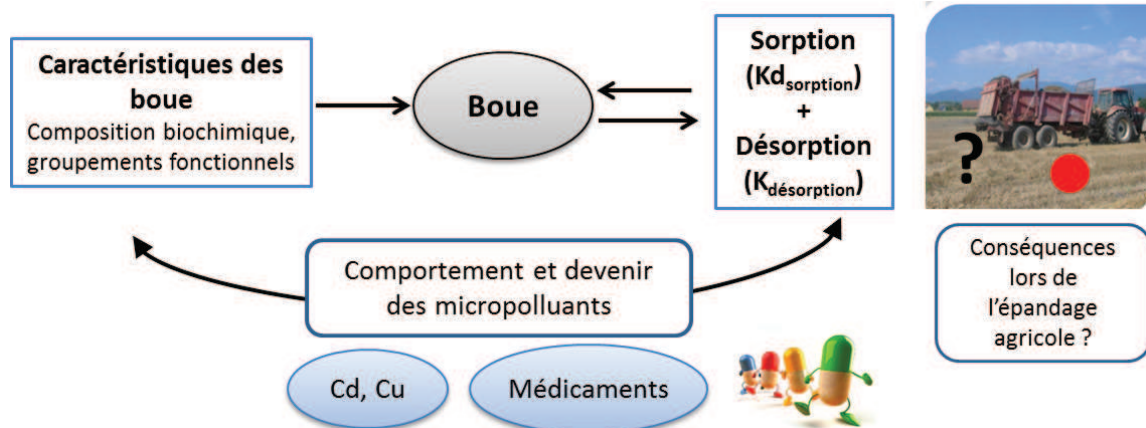 Caractéristiques des
boue
Composition biochimique,
groupements fonctionnels
Boue
Sorption
(Kdsorption)
+
Désorption
(Kdésorption)
?
Comportement et devenir
des micropolluants
Cd, Cu
Médicaments
Conséquences
lors de
l'épandage
agricole ?